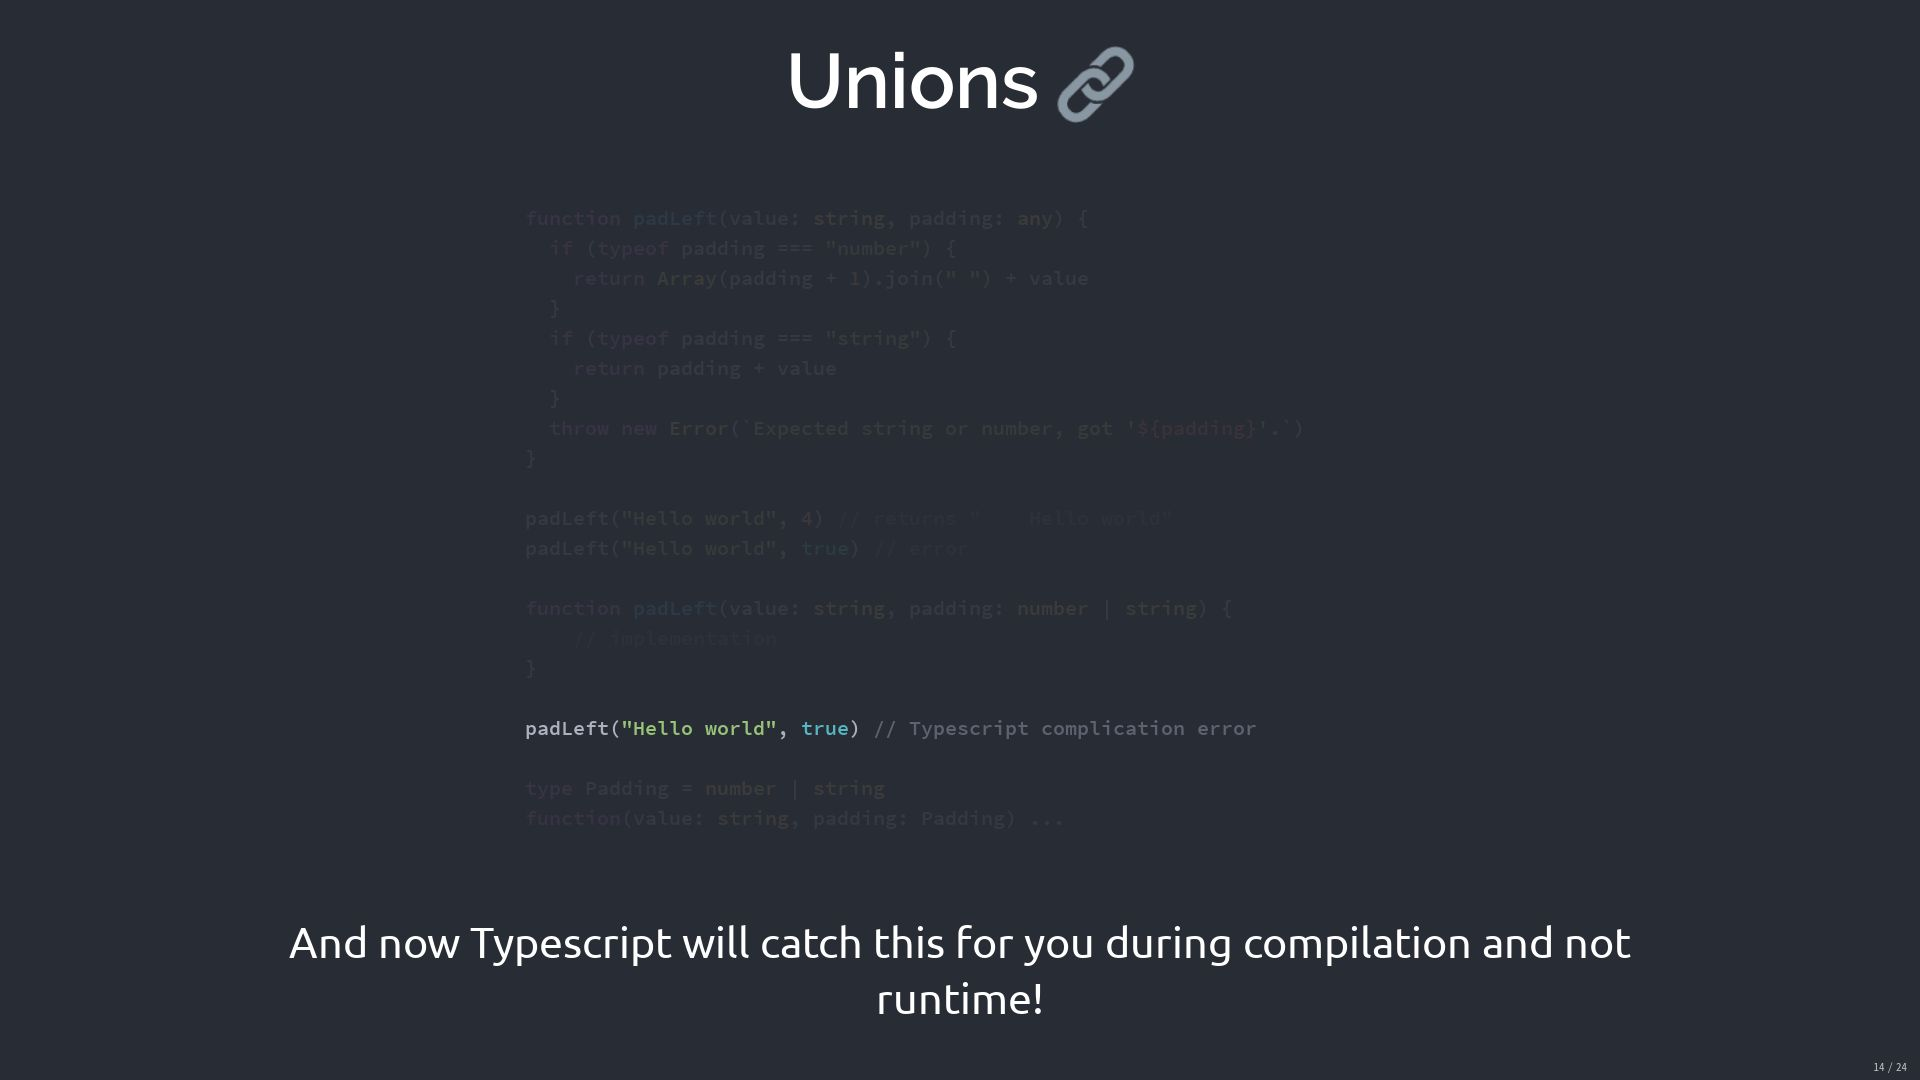 Unions 🔗
function padLeft(value: string, padding: any) {
  if (typeof padding === "number") {
    return Array(padding + 1).join(" ") + value
  }
  if (typeof padding === "string") {
    return padding + value
  }
  throw new Error(`Expected string or number, got '${padding}'.`)
}
padLeft("Hello world", 4) // returns "    Hello world"
padLeft("Hello world", true) // error
function padLeft(value: string, padding: number | string) {
    // implementation
}
padLeft("Hello world", true) // Typescript complication error
type Padding = number | string
function(value: string, padding: Padding) ...
And now Typescript will catch this for you during compilation and not
runtime!
14 / 24